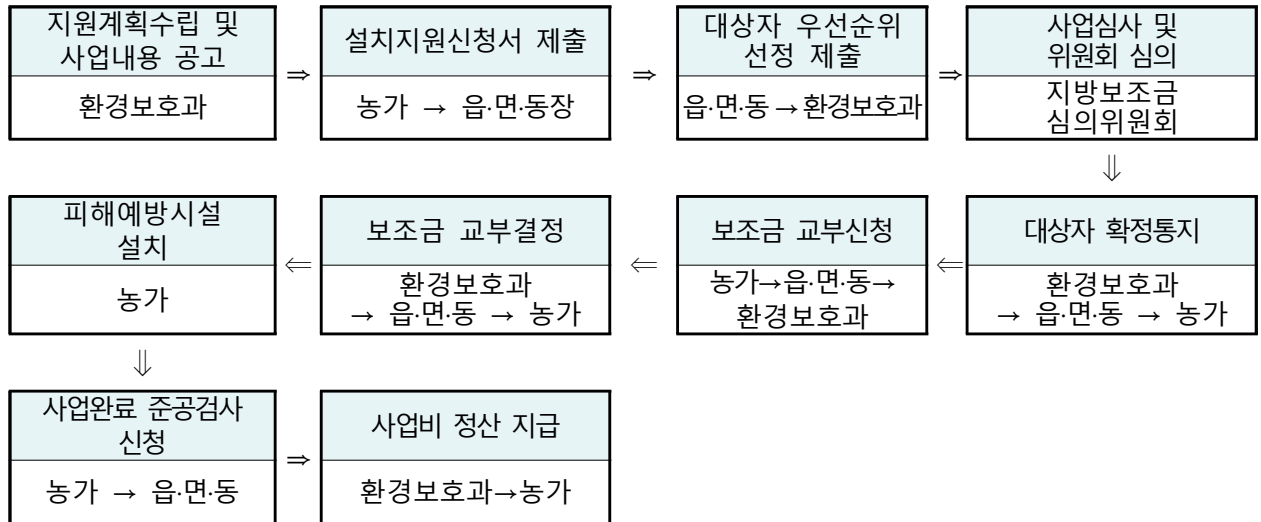 지원계획수립 및
사업내용 공고
환경보호과
⇒
설치지원신청서 제출
농가 → 읍·면·동장
⇒
대상자 우선순위
선정 제출
읍·면·동→환경보호과
⇒
사업심사 및
위원회 심의
지방보조금
심의위원회
⇓
대상자 확정통지
환경보호과
→ 읍·면·동 → 농가
⇐
보조금 교부신청
농가→읍·면·동→
환경보호과
⇐
보조금 교부결정
환경보호과
→ 읍·면·동 → 농가
⇐
피해예방시설
설치
농가
⇓
사업완료 준공검사
신청
농가 → 읍·면·동
⇒
사업비 정산 지급
환경보호과→농가